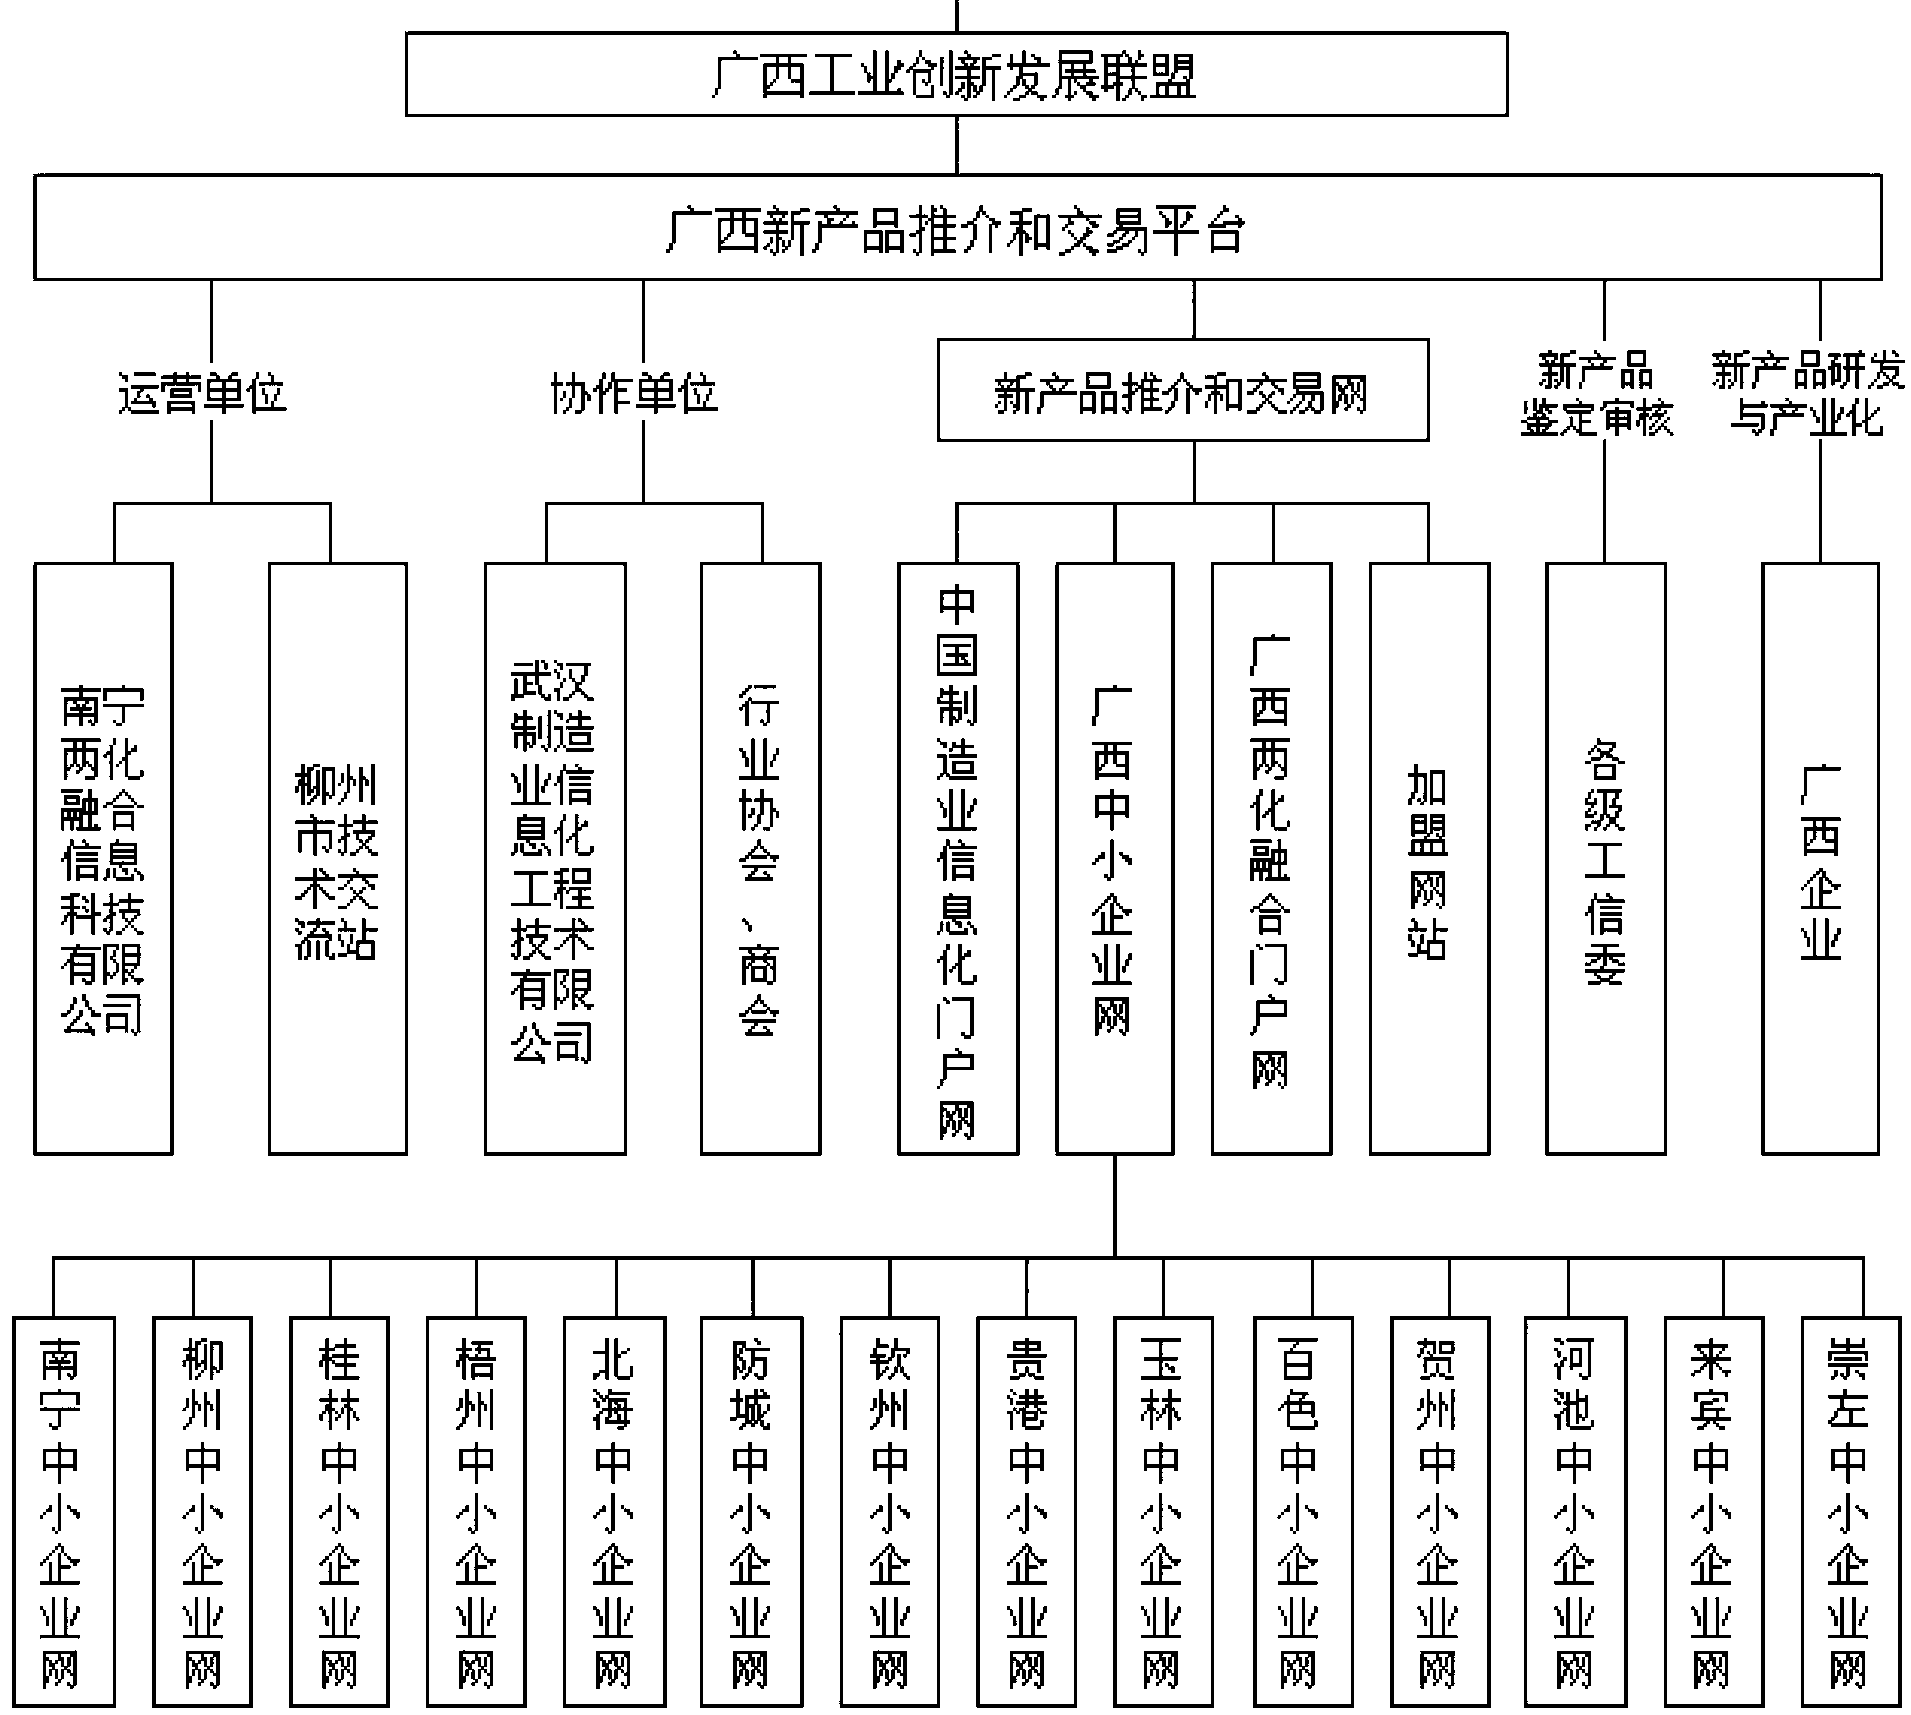 广西工业创新发展联盟
广西新产品推介和交易平台
运营单位
协作单位
新产品推介和交易网
新产品
鉴定审核
新产品研发
与产业化
南宁
两化
融合
信息
科技
有限
公司
柳州
市技
术交
流站
武汉
制造
业信
息化
工程
技术
有限
公司
行业协会、商会
中国制造业信息化门户网
广西中小企业网
广西两化融合门户网
加盟网站
各级工信委
广西企业
南宁中小企业网
柳州中小企业网
桂林中小企业网
梧州中小企业网
北海中小企业网
防城中小企业网
钦州中小企业网
贵港中小企业网
玉林中小企业网
百色中小企业网
贺州中小企业网
河池中小企业网
来宾中小企业网
崇左中小企业网